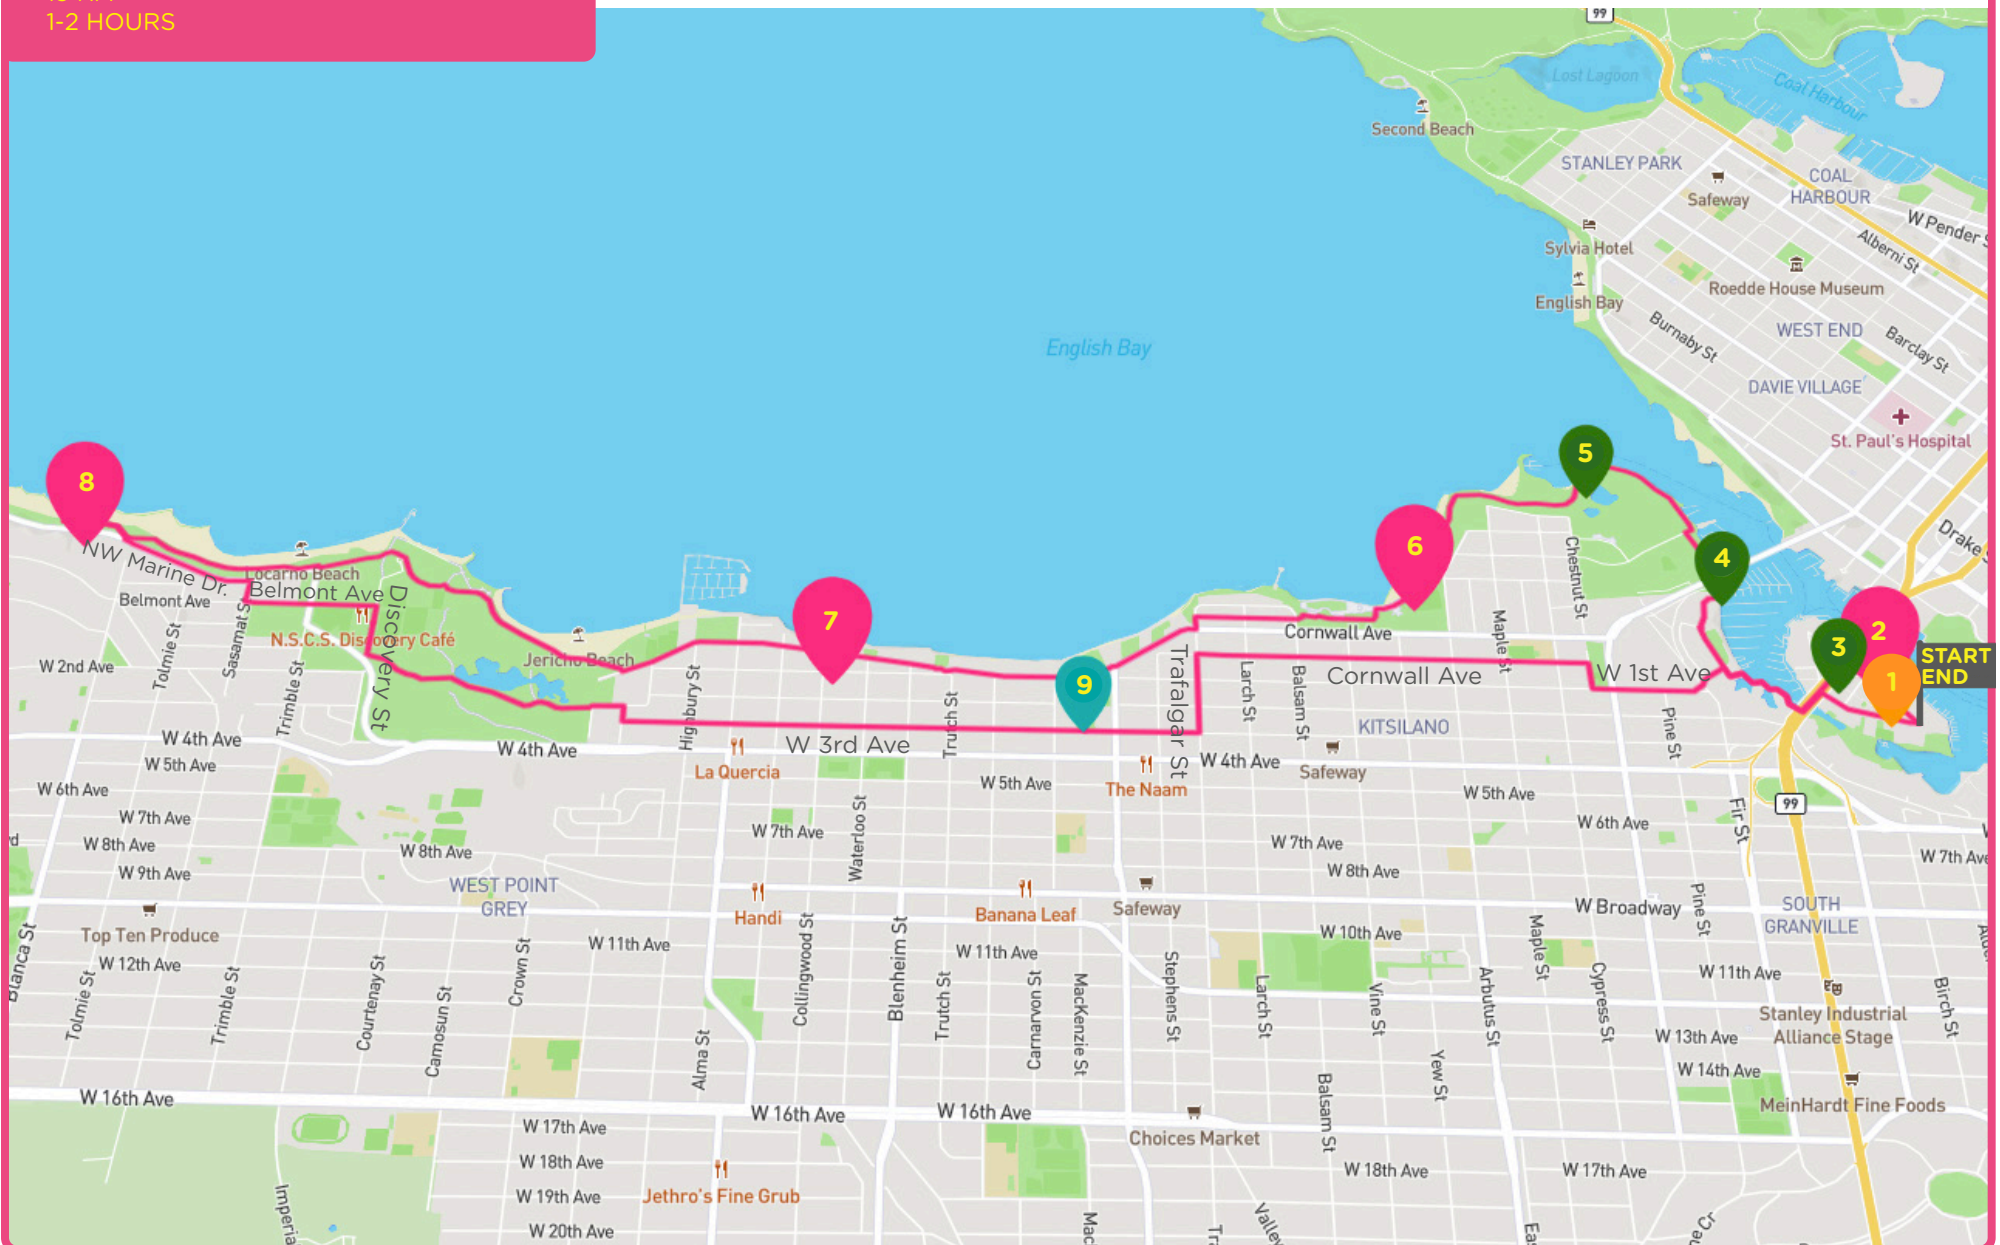 1-2 HOURS
99
Lost Lagoon
Coal Harbour
Second Beach
STANLEY PARK
Safeway
COAL
HARBOUR
W Pender S
Alberni St
Sylvia Hotel
Roedde House Museum
English Bay
Burnaby St
WEST END
Barclay St
English Bay
DAVIE VILLAGE
St. Paul's Hospital
8
5
6
4
Drake S
NW Marine Dr.
Locarno Beach
Belmont Ave
Belmont Ave
Discovery St
Chestnut St
7
2
3
1
START
END
Tolmie St
Sasamat S
N.S.C.S. Discovery Café
Cornwall Ave
Maple St
W 2nd Ave
Trimble St
Jericho Beach
Highbury St
9
Trafalgar St
Larch St
Balsam St
Cornwall Ave
W 1st Ave
Trutch St
KITSILANO
Pine St
W 4th Ave
W 4th Ave
W 3rd Ave
W 4th Ave
W 5th Ave
La Quercia
W 5th Ave
The Naam
Safeway
W 6th Ave
W 5th Ave
99
W 7th Ave
W 7th Ave
Waterloo St
W 6th Ave
Fir St
rd
W 8th Ave
W 8th Ave
W 7th Ave
W 7th Ave
W 9th Ave
W 8th Ave
WEST POINT
GREY
Handi
Banana Leaf
Safeway
W Broadway
Pine St
SOUTH
GRANVILLE
Top Ten Produce
W 11th Ave
W 10th Ave
Blanca St
W 12th Ave
Crown St
Collingwood St
Blenheim St
W 11th Ave
Maple St
W 11th Ave
Tolmie St
Trimble St
Courtenay St
Camosun St
Trutch St
Carnarvon St
MacKenzie St
Stephens St
Larch St
Vine St
Arbutus St
Cypress St
Birch St
Stanley Industrial
Alliance Stage
W 13th Ave
Alma St
Yew St
W 14th Ave
Balsam St
W 16th Ave
W 16th Ave
W 16th Ave
MeinHardt Fine Foods
W 17th Ave
Choices Market
W 18th Ave
W 18th Ave
W 17th Ave
Imperia
W 19th Ave
Jethro's Fine Grub
W 20th Ave
Mac
Tr
Valley
Eas
ne Cr